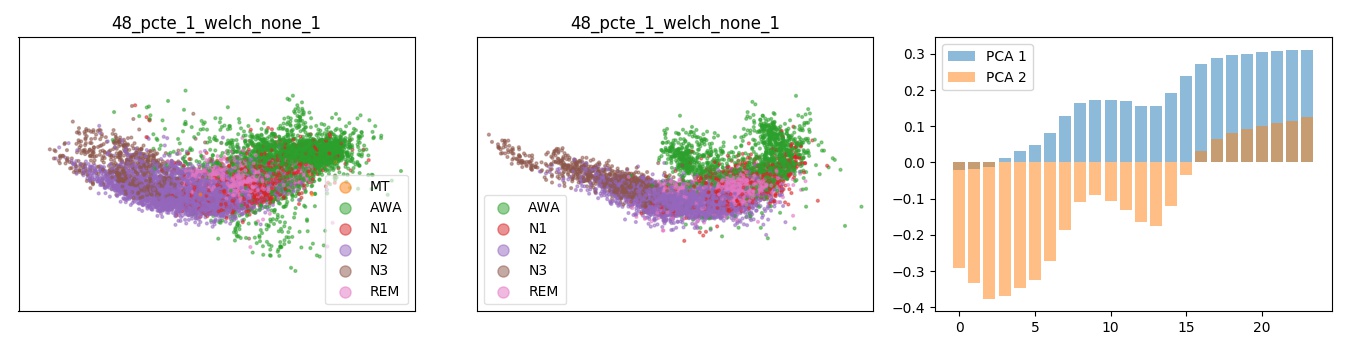 48_pcte_1_welch_none_1
MT
AWA
N1
N2
N3
REM
48_pcte_1_welch_none_1
AWA
N1
N2
N3
REM
PCA 1
PCA 2
0.3
0.2
0.1
0.0
−0.1
−0.2
−0.3
−0.4
0 5 10 15 20